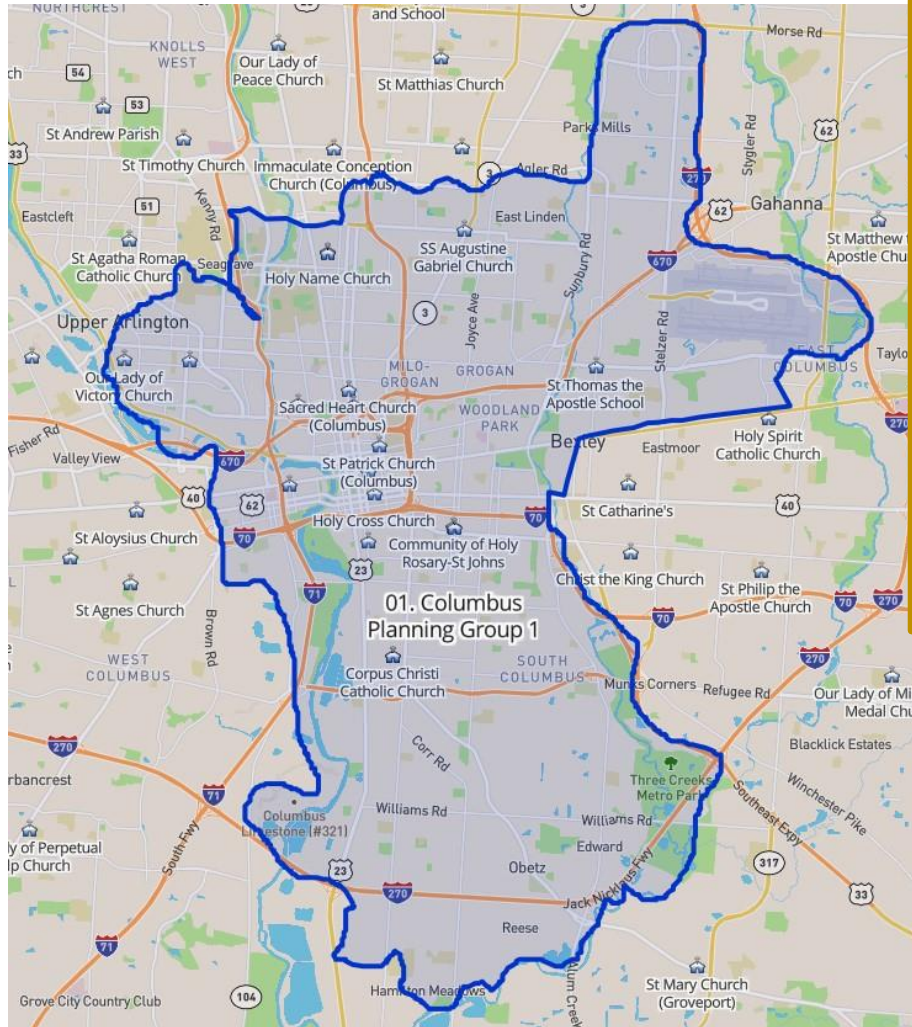 NORTHCREST
and School
3
Morse Rd
KNOLLS
WEST
Our Lady of
Peace Church
St Matthias Church
54
53
62
St Andrew Parish
33
St Timothy Church
Immaculate Conception
Church (Columbus)
Parks Mills
3
Agler Rd
Stygler Rd
270
51
Kenny Rd
Eastcleft
East Linden
62
Gahanna
St Agatha Roman
Catholic Church
Seagrave
Holy Name Church
SS Augustine
Gabriel Church
Sunbury Rd
670
St Matthew
Apostle Chu
3
Joyce Ave
Stelzer Rd
Upper Arlington
EAST
COLUMBUS
Taylo
Our Lady of
Victory Church
MILO-
GROGAN
GROGAN
St Thomas the
Apostle School
Sacred Heart Church
(Columbus)
WOODLAND
PARK
Fisher Rd
Valley View
670
St Patrick Church
(Columbus)
Bexley
Eastmoor
Holy Spirit
Catholic Church
270
40
62
Holy Cross Church
70
St Catharine's
40
St Aloysius Church
70
Community of Holy
Rosary-St Johns
23
Christ the King Church
St Agnes Church
71
Brown Rd
01. Columbus
Planning Group 1
St Philip the
Apostle Church
70
270
70
WEST
COLUMBUS
Corpus Christi
Catholic Church
SOUTH
COLUMBUS
270
Munks Corners
Refugee Rd
Our Lady of Mi
Medal Chu
270
Corr Rd
Blacklick Estates
rbancrest
71
Three Creeks
Metro Park
Winchester Pike
Columbus
Limestone (#321)
Williams Rd
Williams Rd
Southeast Expy
South Fwy
ly of Perpetual
lp Church
Edward
317
23
Obetz
270
Jack Nicklaus Fwy
33
Reese
71
Grove City Country Club
104
Hamilton Meadows
Alum Creek
St Mary Church
(Groveport)